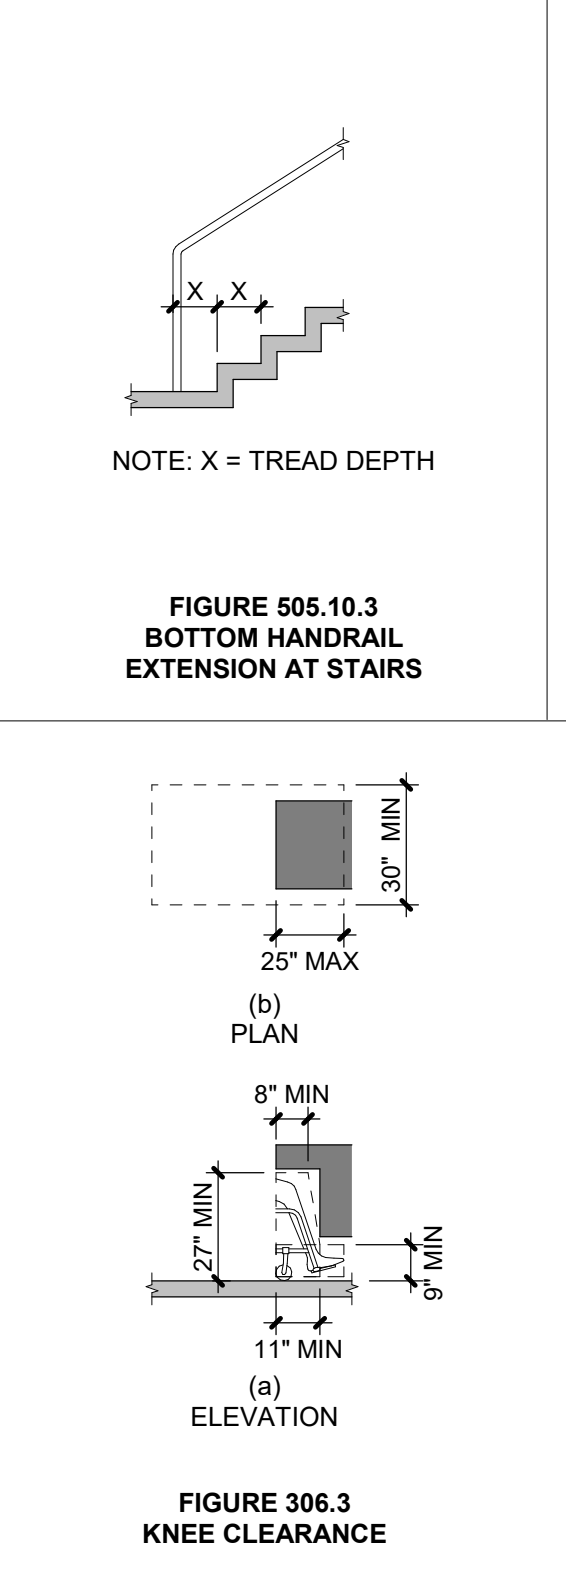 X X
NOTE: X = TREAD DEPTH
FIGURE 505.10.3
BOTTOM HANDRAIL
EXTENSION AT STAIRS
30" MIN
25" MAX
(b)
PLAN
8" MIN
27" MIN
9" MIN
11" MIN
(a)
ELEVATION
FIGURE 306.3
KNEE CLEARANCE